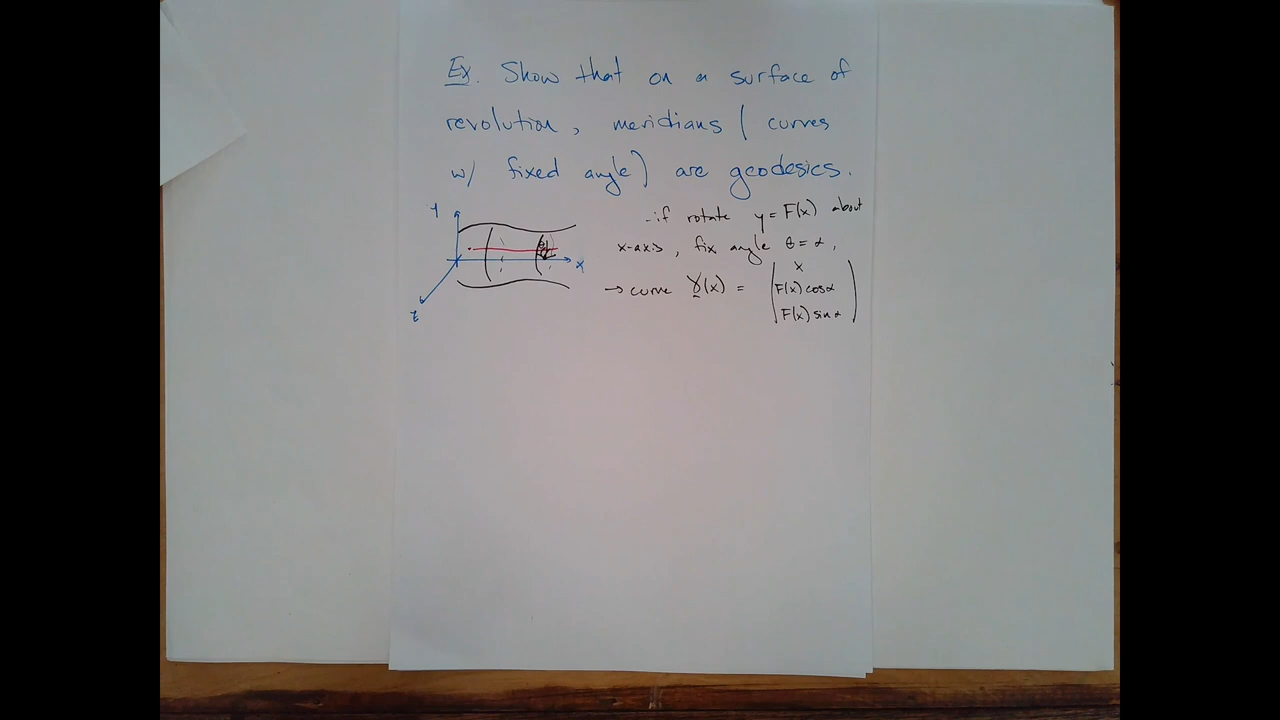 Ex. Show that on a surface of
revolution, meridians (curves
w/ fixed angle) are geodesics.
y
x
z
-if rotate y = F(x) about
x-axis, fix angle θ = α,
→ curve γ(x) = ( x
F(x) cos α
F(x) sin α )